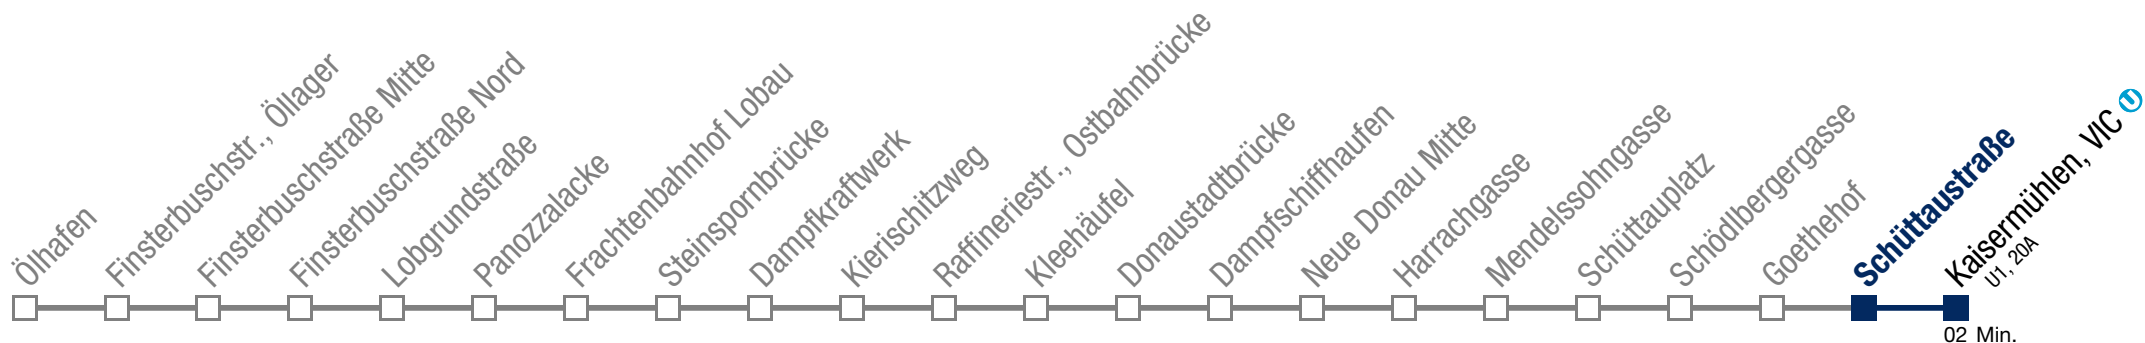 Ölhafen
Finsterbuschstr., Öllager
Finsterbuschstraße Mitte
Finsterbuschstraße Nord
Lobgrundstraße
Panozzalacke
Frachtenbahnhof Lobau
Steinspornbrücke
Dampfkraftwerk
Kierischitzweg
Raffineriestr., Ostbahnbrücke
Kleehäufel
Donaustadtbrücke
Dampfschiffhaufen
Neue Donau Mitte
Harrachgasse
Mendelssohngasse
Schüttauplatz
Schödlbergergasse
Goethehof
Schüttaustraße
Kaisermühlen, VIC U
U1, 20A
02 Min.